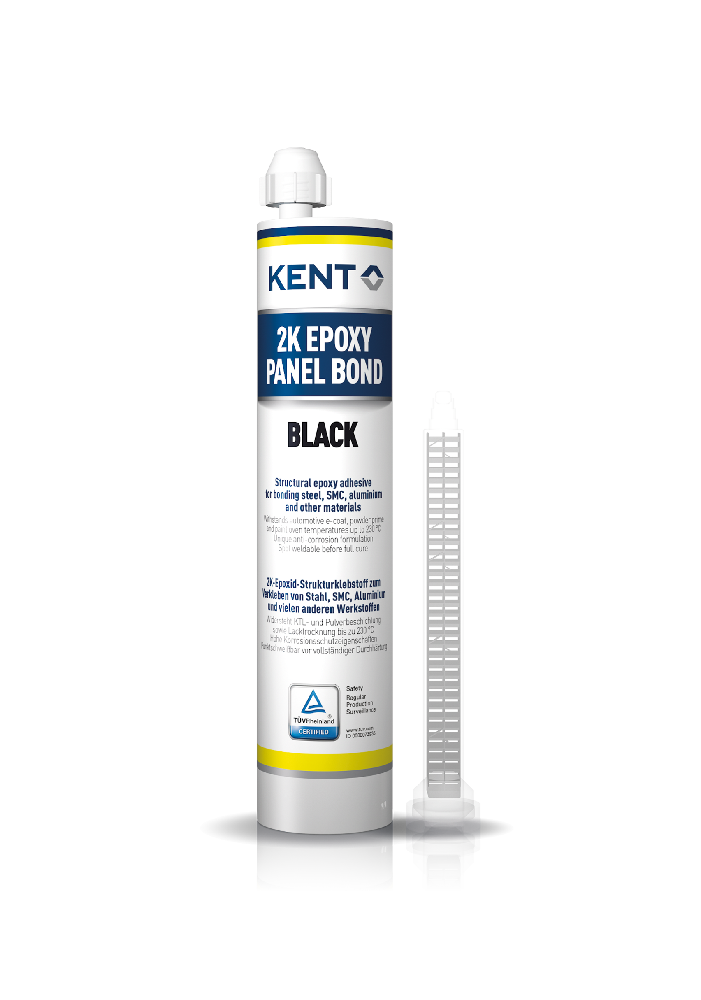 KENT
2K EPOXY
PANEL BOND
BLACK
Structural epoxy adhesive
for bonding steel, SMC, aluminium
and other materials
Withstands automotive e-coat, powder prime
and paint oven temperatures up to 230 °C
Unique anti-corrosion formulation
Spot weldable before full cure
2K-Epoxid-Strukturklebstoff zum
Verkleben von Stahl, SMC, Aluminium
und vielen anderen Werkstoffen
Widersteht KTL- und Pulverbeschichtung
sowie Lacktrocknung bis zu 230 °C
Hohe Korrosionsschutzeigenschaften
Punktschweißbar vor vollständiger Durchhärtung
TÜVRheinland®
CERTIFIED
Safety
Regular
Production
Surveillance
www.tuv.com
ID 0000073935